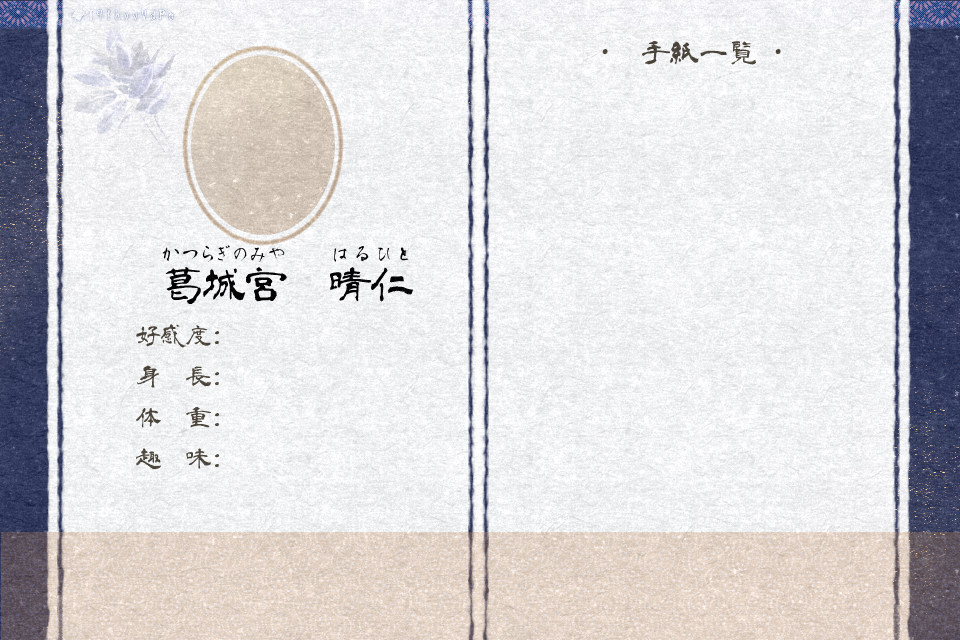 かつらぎのみや はるひと
葛城宮 晴仁
好感度:
身 長:
体 重:
趣 味:
・ 手紙一覧 ・